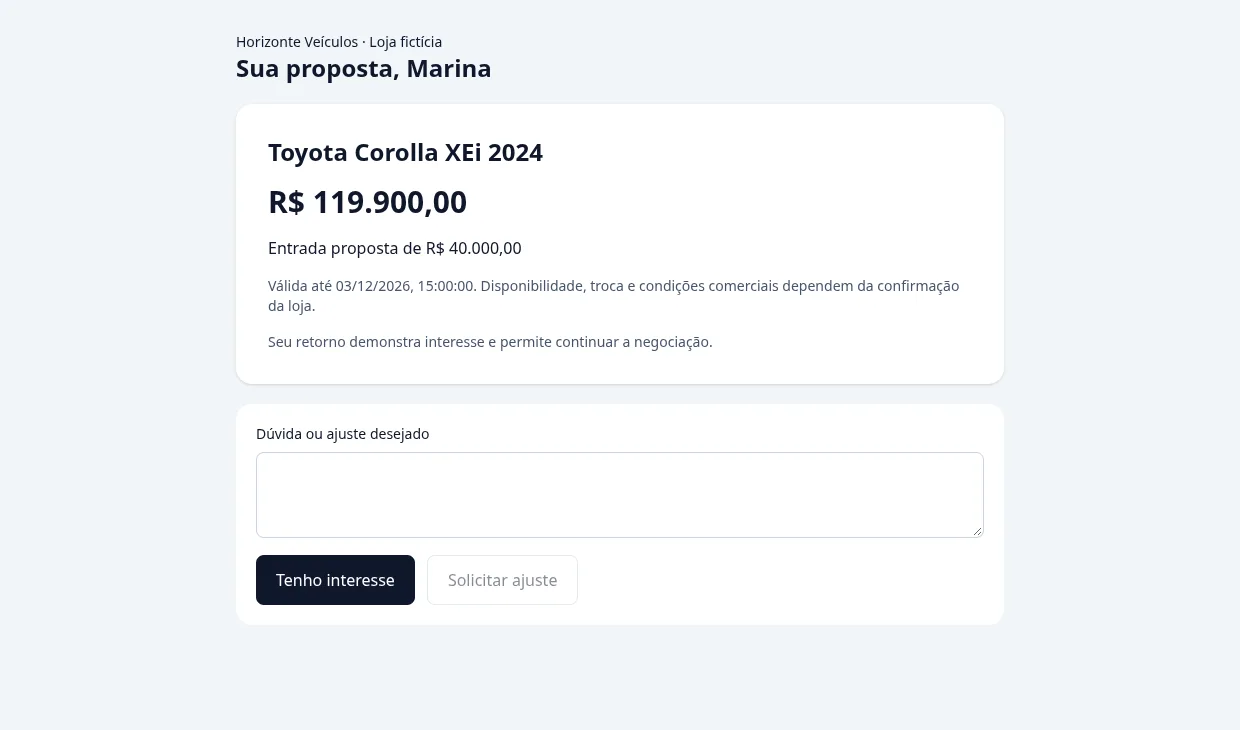 Horizonte Veículos · Loja fictícia
Sua proposta, Marina
Toyota Corolla XEi 2024
R$ 119.900,00
Entrada proposta de R$ 40.000,00
Válida até 03/12/2026, 15:00:00. Disponibilidade, troca e condições comerciais dependem da confirmação
da loja.
Seu retorno demonstra interesse e permite continuar a negociação.
Dúvida ou ajuste desejado
Tenho interesse
Solicitar ajuste